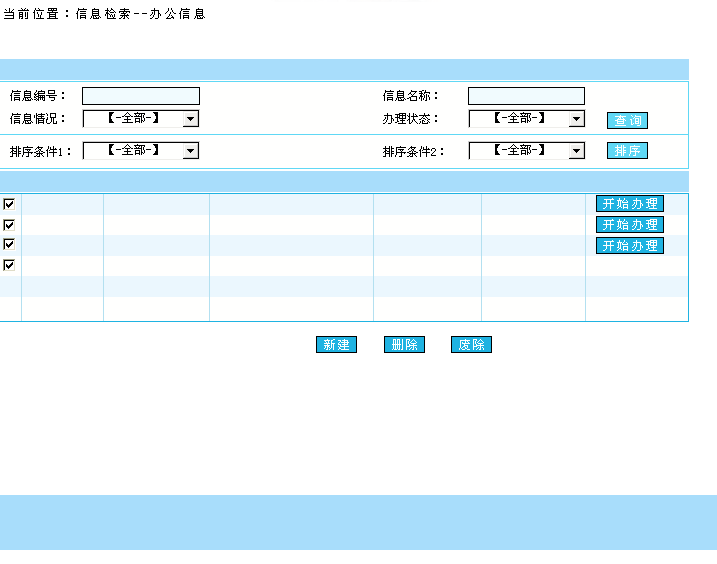 当前位置：信息检索--办公信息
信息编号： 信息名称：
信息情况： 【-全部-】 办理状态： 【-全部-】 查询
排序条件1： 【-全部-】 排序条件2： 【-全部-】 排序
开始办理
开始办理
开始办理
新建 删除 废除